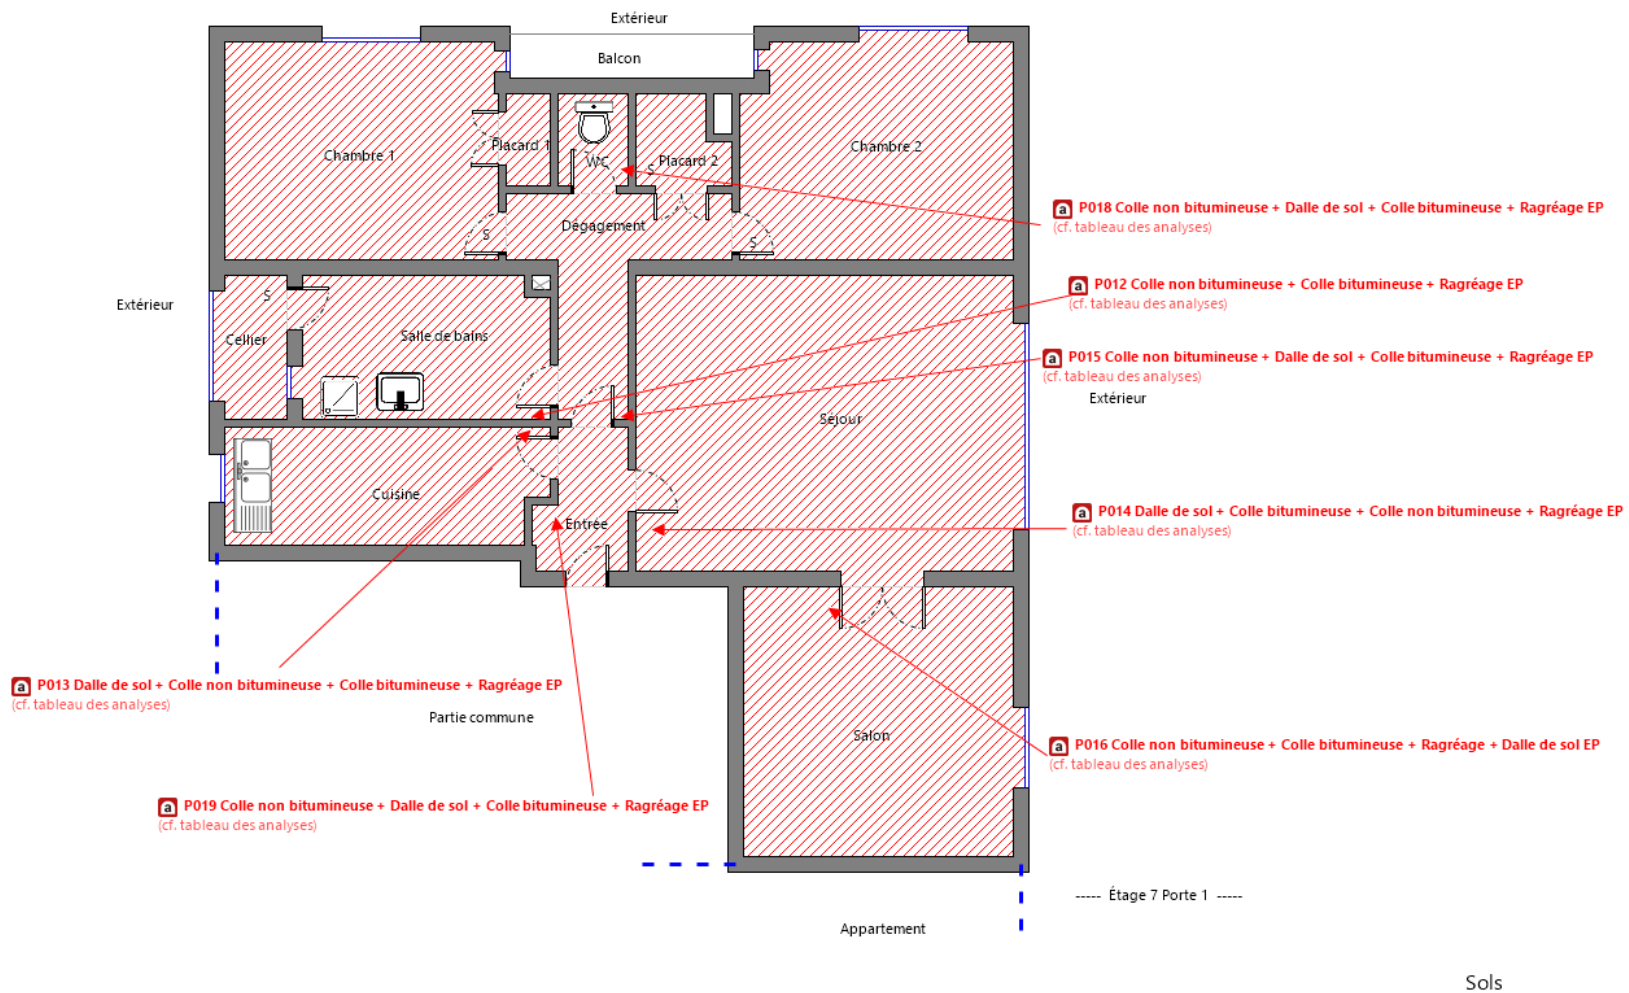 Extérieur
Balcon
Chambre 1
Placard 1
WC
Placard 2
S
Chambre 2
a P018 Colle non bitumineuse + Dalle de sol + Colle bitumineuse + Ragréage EP
(cf. tableau des analyses)
Dégagement
S
S
a P012 Colle non bitumineuse + Colle bitumineuse + Ragréage EP
(cf. tableau des analyses)
Extérieur
S
Cellier
Salle de bains
a P015 Colle non bitumineuse + Dalle de sol + Colle bitumineuse + Ragréage EP
(cf. tableau des analyses)
Extérieur
Séjour
Cuisine
Entrée
a P014 Dalle de sol + Colle bitumineuse + Colle non bitumineuse + Ragréage EP
(cf. tableau des analyses)
a P013 Dalle de sol + Colle non bitumineuse + Colle bitumineuse + Ragréage EP
(cf. tableau des analyses)
Partie commune
Salon
a P016 Colle non bitumineuse + Colle bitumineuse + Ragréage + Dalle de sol EP
(cf. tableau des analyses)
a P019 Colle non bitumineuse + Dalle de sol + Colle bitumineuse + Ragréage EP
(cf. tableau des analyses)
----- Étage 7 Porte 1 -----
Appartement
Sols